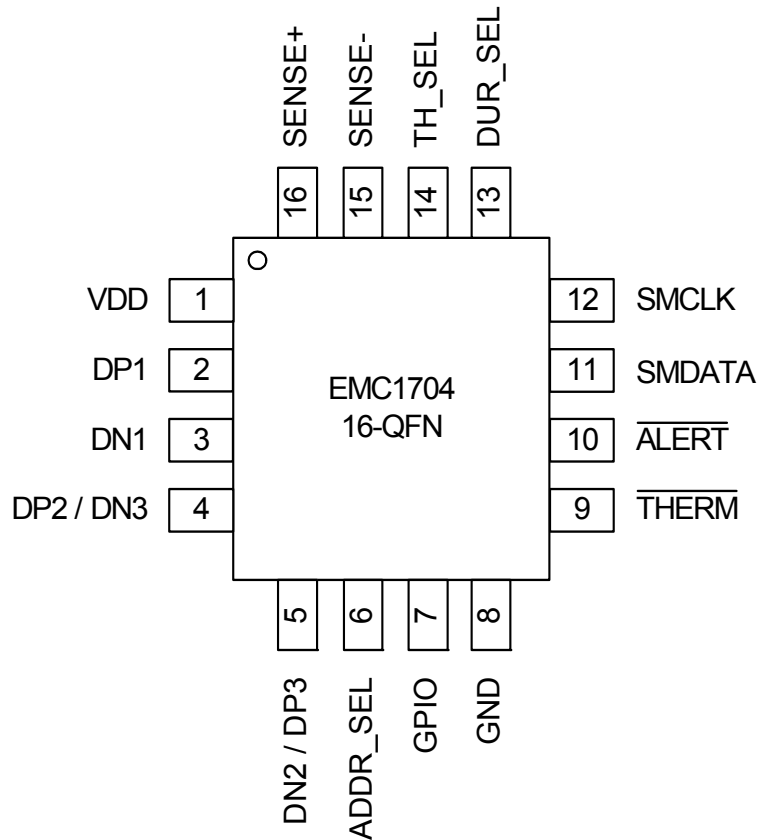 SENSE+
SENSE-
TH_SEL
DUR_SEL
16
15
14
13
VDD 1
DP1 2
DN1 3
DP2 / DN3 4
EMC1704
16-QFN
12 SMCLK
11 SMDATA
10 ALERT
9 THERM
5
6
7
8
DN2 / DP3
ADDR_SEL
GPIO
GND